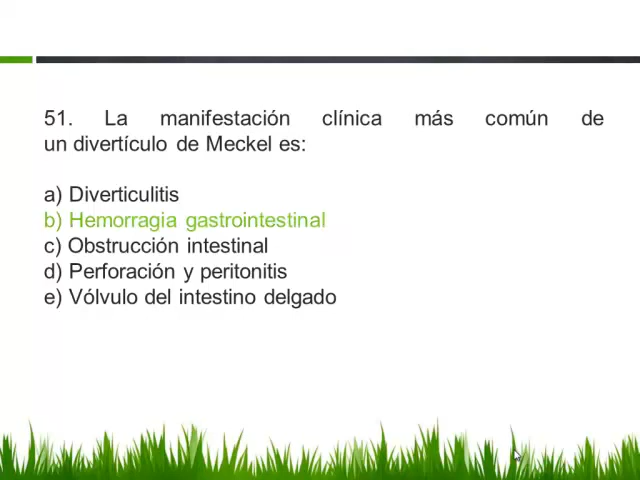 51. La manifestación clínica más común de
un divertículo de Meckel es:
a) Diverticulitis
b) Hemorragia gastrointestinal
c) Obstrucción intestinal
d) Perforación y peritonitis
e) Vólvulo del intestino delgado